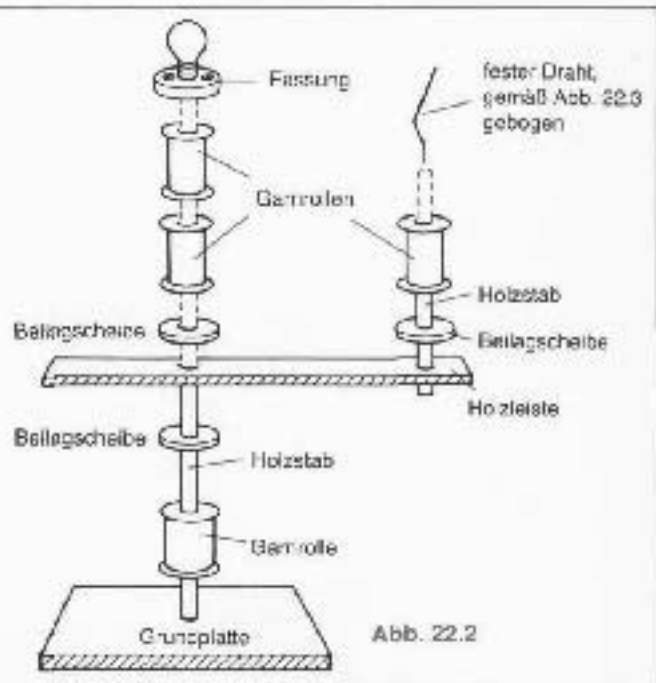 Fassung
fester Draht,
gemäß Abb. 22.3
gebogen
Garnrollen
Holzstab
Beilagscheibe
Beilagscheibe
Holzleiste
Beilagscheibe
Holzstab
Garnrolle
Grundplatte
Abb. 22.2